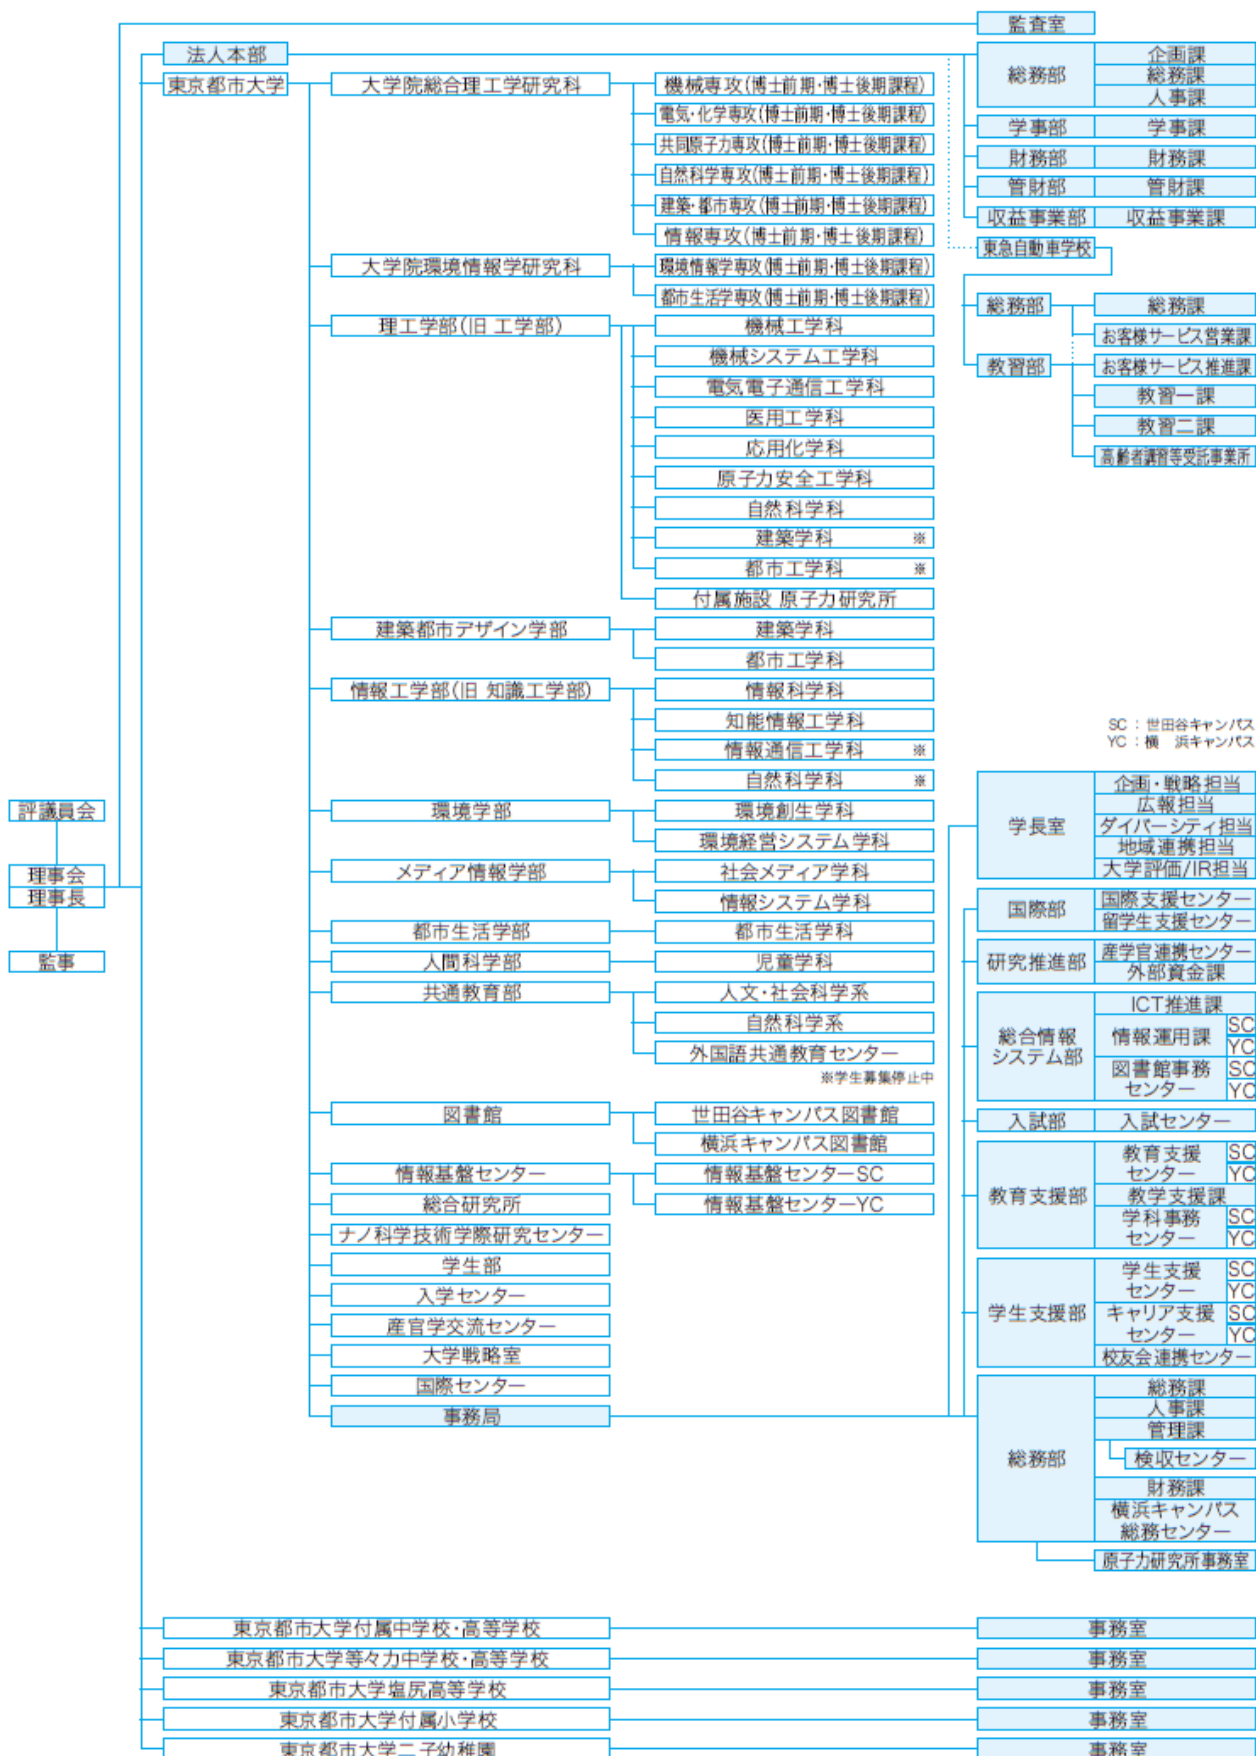 監査室
法人本部
総務部
企画課
総務課
人事課
学事部
学事課
財務部
財務課
管財部
管財課
収益事業部
収益事業課
東急自動車学校
総務部
総務課
お客様サービス営業課
教習部
お客様サービス推進課
教習一課
教習二課
高齢者講習等受託事業所
東京都市大学
大学院総合理工学研究科
機械専攻(博士前期・博士後期課程)
電気・化学専攻(博士前期・博士後期課程)
共同原子力専攻(博士前期・博士後期課程)
自然科学専攻(博士前期・博士後期課程)
建築・都市専攻(博士前期・博士後期課程)
情報専攻(博士前期・博士後期課程)
大学院環境情報学研究科
環境情報学専攻(博士前期・博士後期課程)
都市生活学専攻(博士前期・博士後期課程)
理工学部(旧 工学部)
機械工学科
機械システム工学科
電気電子通信工学科
医用工学科
応用化学科
原子力安全工学科
自然科学科
建築学科 ※
都市工学科 ※
付属施設 原子力研究所
建築都市デザイン学部
建築学科
都市工学科
情報工学部(旧 知識工学部)
情報科学科
知能情報工学科
情報通信工学科 ※
自然科学科 ※
環境学部
環境創生学科
環境経営システム学科
メディア情報学部
社会メディア学科
情報システム学科
都市生活学部
都市生活学科
人間科学部
児童学科
共通教育部
人文・社会科学系
自然科学系
外国語共通教育センター
※学生募集停止中
図書館
世田谷キャンパス図書館
横浜キャンパス図書館
情報基盤センター
情報基盤センターSC
情報基盤センターYC
総合研究所
ナノ科学技術学際研究センター
学生部
入学センター
産官学交流センター
大学戦略室
国際センター
事務局
SC : 世田谷キャンパス
YC : 横　浜キャンパス
学長室
企画・戦略担当
広報担当
ダイバーシティ担当
地域連携担当
大学評価/IR担当
国際部
国際支援センター
留学生支援センター
研究推進部
産学官連携センター
外部資金課
総合情報
システム部
ICT推進課
情報運用課
SC
YC
図書館事務
センター
SC
YC
入試部
入試センター
教育支援部
教育支援
センター
SC
YC
教学支援課
学科事務
センター
SC
YC
学生支援部
学生支援
センター
SC
YC
キャリア支援
センター
SC
YC
校友会連携センター
総務部
総務課
人事課
管理課
検収センター
財務課
横浜キャンパス
総務センター
原子力研究所事務室
評議員会
理事会
理事長
監事
東京都市大学付属中学校・高等学校
事務室
東京都市大学等々力中学校・高等学校
事務室
東京都市大学塩尻高等学校
事務室
東京都市大学付属小学校
事務室
東京都市大学二子幼稚園
事務室